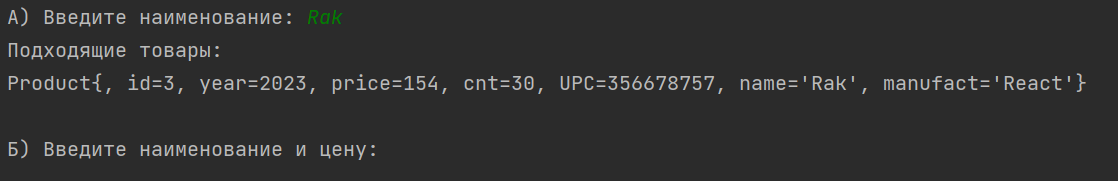 А) Введите наименование: Rak
Подходящие товары:
Product{, id=3, year=2023, price=154, cnt=30, UPC=356678757, name='Rak', manufact='React'}
Б) Введите наименование и цену: